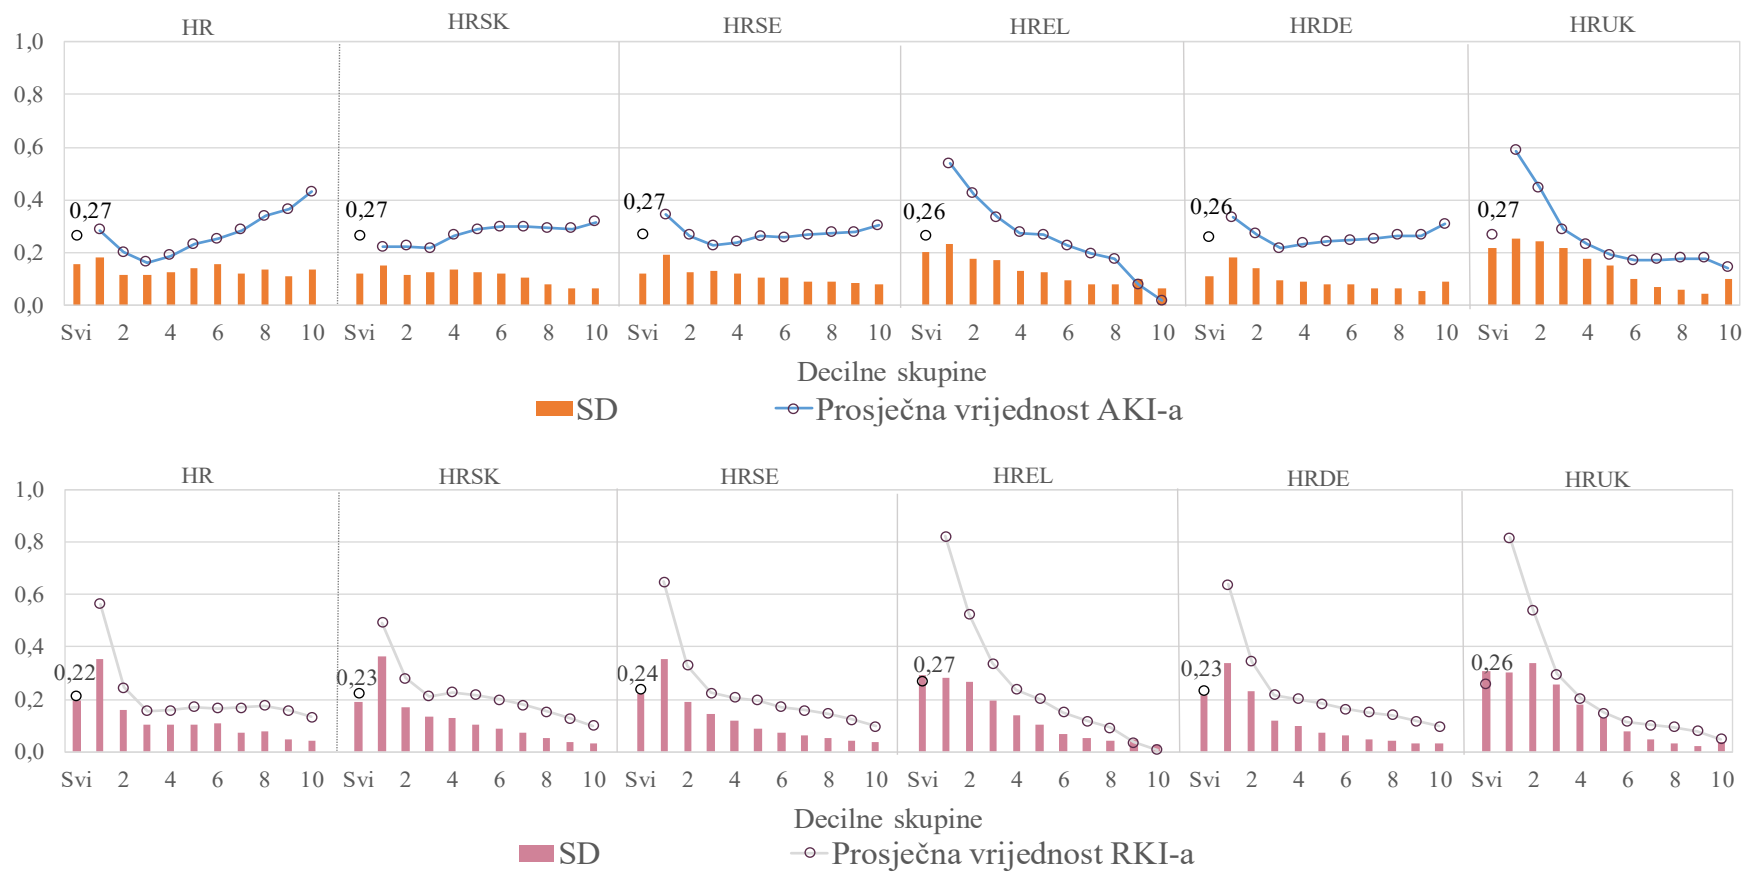 HR HRSK HRSE HREL HRDE HRUK
1,0
0,8
0,6
0,4
0,2
0,0
0,27 0,27 0,27 0,26 0,26 0,27
Svi 2 4 6 8 10 Svi 2 4 6 8 10 Svi 2 4 6 8 10 Svi 2 4 6 8 10 Svi 2 4 6 8 10 Svi 2 4 6 8 10
Decilne skupine
SD Prosječna vrijednost AKI-a
HR HRSK HRSE HREL HRDE HRUK
1,0
0,8
0,6
0,4
0,2
0,0
0,22 0,23 0,24 0,27 0,23 0,26
Svi 2 4 6 8 10 Svi 2 4 6 8 10 Svi 2 4 6 8 10 Svi 2 4 6 8 10 Svi 2 4 6 8 10 Svi 2 4 6 8 10
Decilne skupine
SD Prosječna vrijednost RKI-a